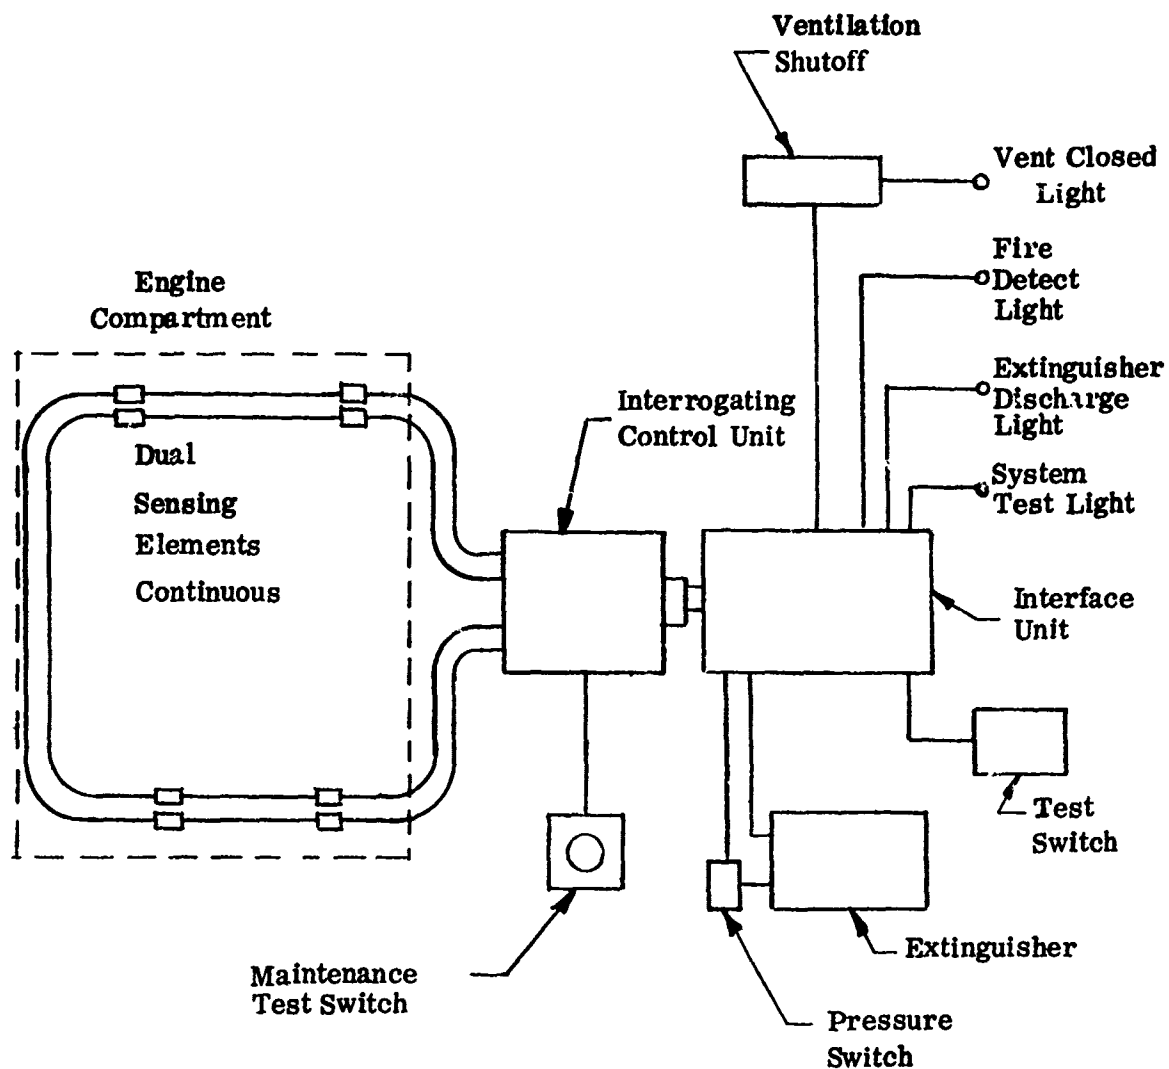 Ventilation
Shutoff
Vent Closed
Light
Fire
Detect
Light
Engine
Compartment
Extinguisher
Discharge
Light
Interrogating
Control Unit
Dual
Sensing
Elements
Continuous
System
Test Light
Interface
Unit
Test
Switch
Extinguisher
Maintenance
Test Switch
Pressure
Switch